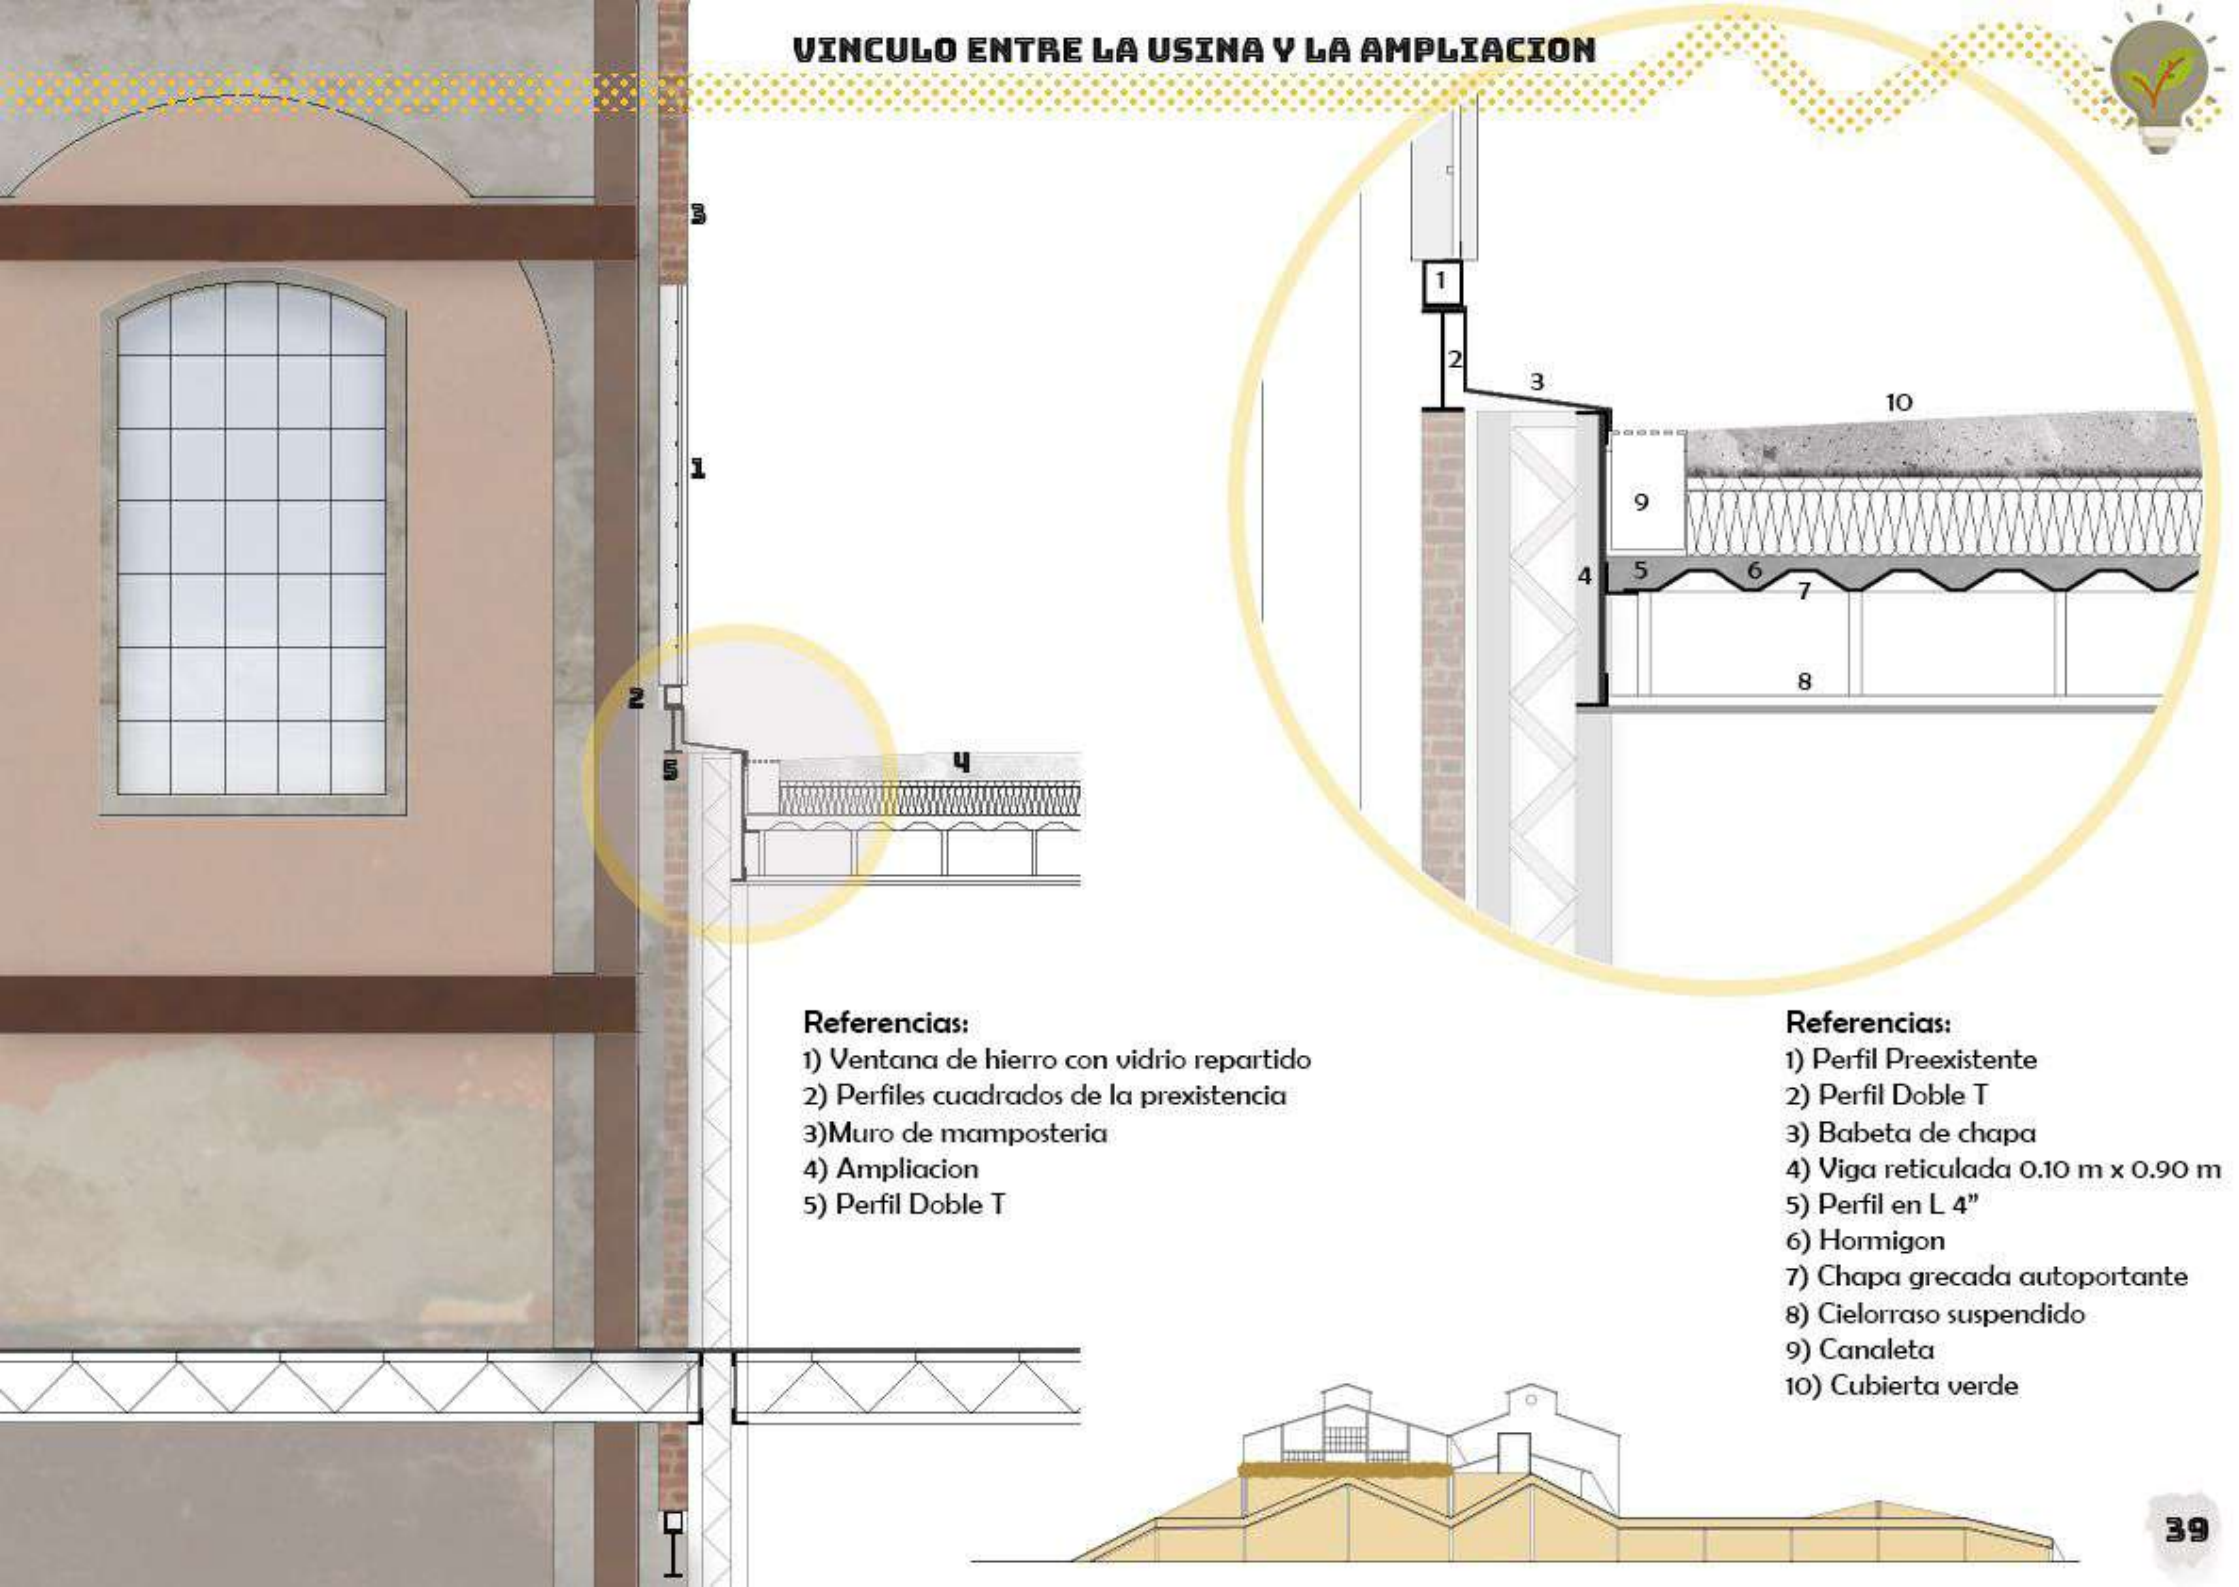 VINCULO ENTRE LA USINA Y LA AMPLIACION
3
1
2
5
4
1
2
3
10
9
4
5
6
7
8
Referencias:
1) Ventana de hierro con vidrio repartido
2) Perfiles cuadrados de la prexistencia
3)Muro de mamposteria
4) Ampliacion
5) Perfil Doble T
Referencias:
1) Perfil Preexistente
2) Perfil Doble T
3) Babeta de chapa
4) Viga reticulada 0.10 m x 0.90 m
5) Perfil en L 4”
6) Hormigon
7) Chapa grecada autoportante
8) Cielorraso suspendido
9) Canaleta
10) Cubierta verde
39